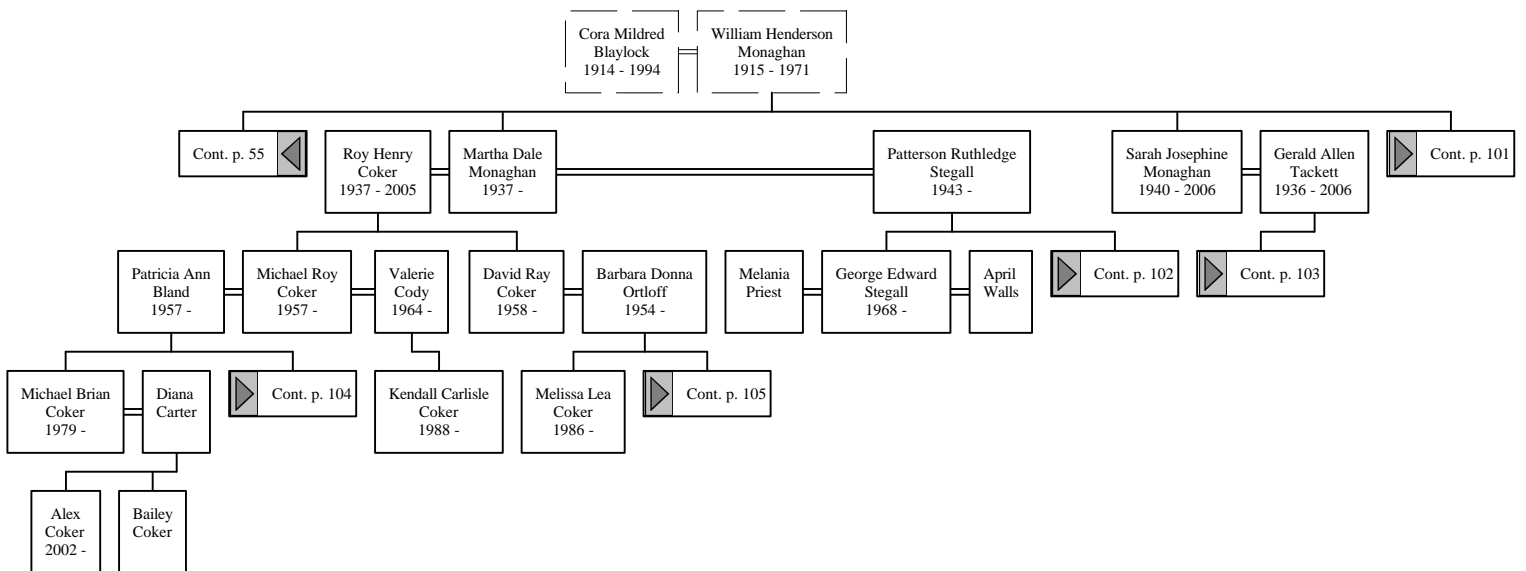 Cora Mildred
Blaylock
1914 - 1994
William Henderson
Monaghan
1915 - 1971
Cont. p. 55
Roy Henry
Coker
1937 - 2005
Martha Dale
Monaghan
1937 -
Patterson Ruthledge
Stegall
1943 -
Sarah Josephine
Monaghan
1940 - 2006
Gerald Allen
Tackett
1936 - 2006
Cont. p. 101
Patricia Ann
Bland
1957 -
Michael Roy
Coker
1957 -
Valerie
Cody
1964 -
David Ray
Coker
1958 -
Barbara Donna
Ortloff
1954 -
Melania
Priest
George Edward
Stegall
1968 -
April
Walls
Cont. p. 102
Cont. p. 103
Michael Brian
Coker
1979 -
Diana
Carter
Cont. p. 104
Kendall Carlisle
Coker
1988 -
Melissa Lea
Coker
1986 -
Cont. p. 105
Alex
Coker
2002 -
Bailey
Coker